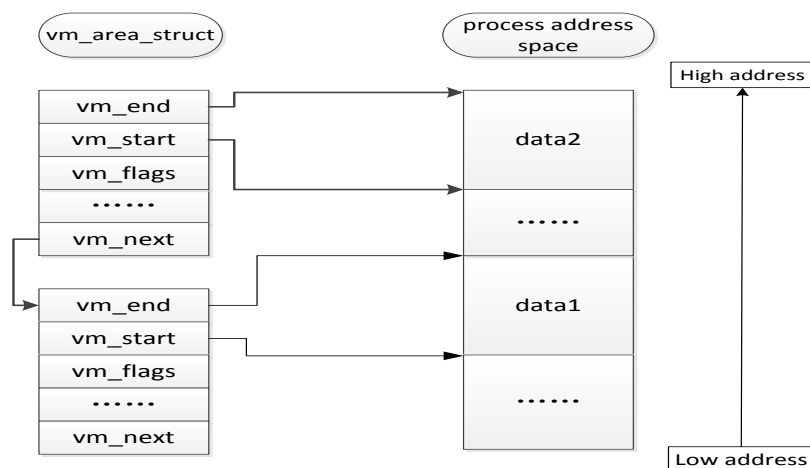 vm_area_struct
process address
space
High address
vm_end
vm_start
vm_flags
......
vm_next
data2
......
vm_end
vm_start
vm_flags
......
vm_next
data1
......
Low address